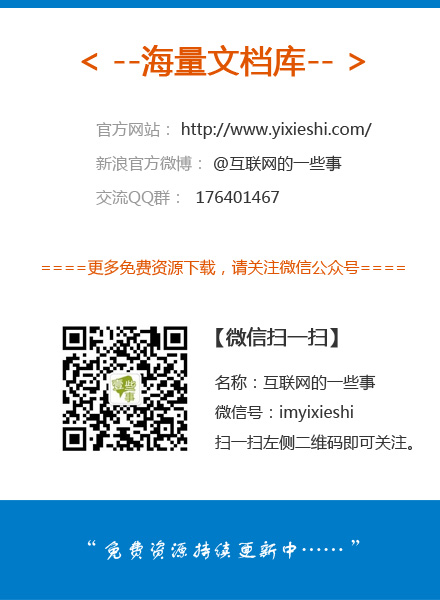 < --海量文档库-- >
官方网站： http://www.yixieshi.com/
新浪官方微博： @互联网的一些事
交流QQ群： 176401467
====更多免费资源下载，请关注微信公众号====
【微信扫一扫】
壹些事
名称：互联网的一些事
微信号：imyixieshi
扫一扫左侧二维码即可关注。
“免费资源持续更新中……”